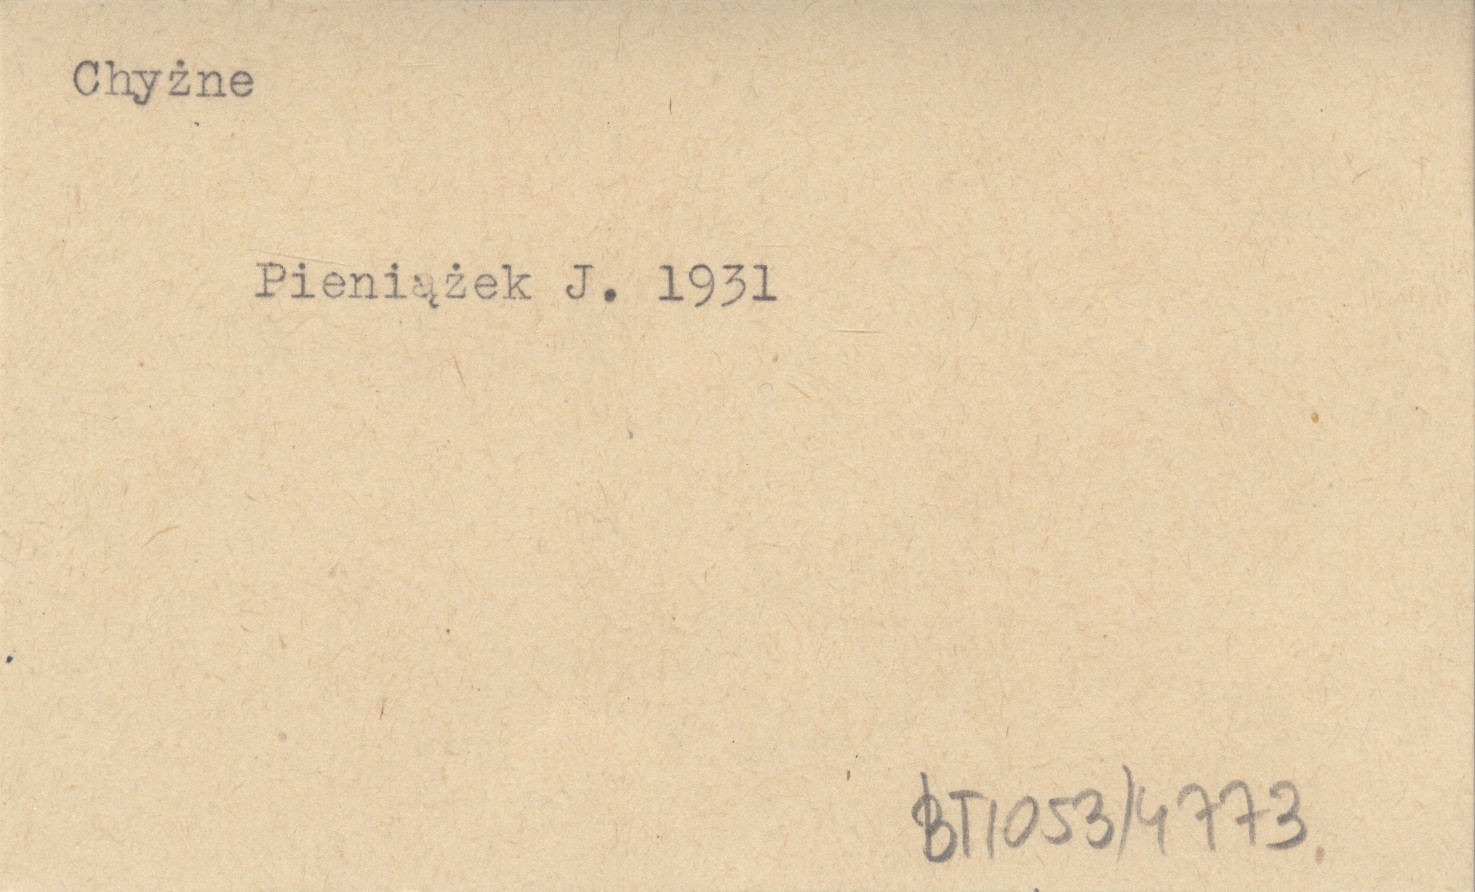 Chyżne
Pieniążek J. 1931
BT1053/4773